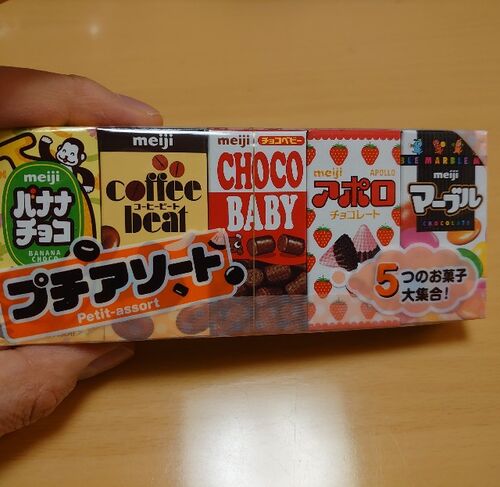 meiji
バナナ
チョコ
BANANA
CHOCO
meiji
coffee
コーヒービート
beat
meiji
チョコベビー
CHOCO
BABY
meiji
APOLLO
アポロ
チョコレート
BLE MARBLE M
meiji
マーブル
CHOCOLATE
プチアソート
Petit-assort
5つのお菓子
大集合!